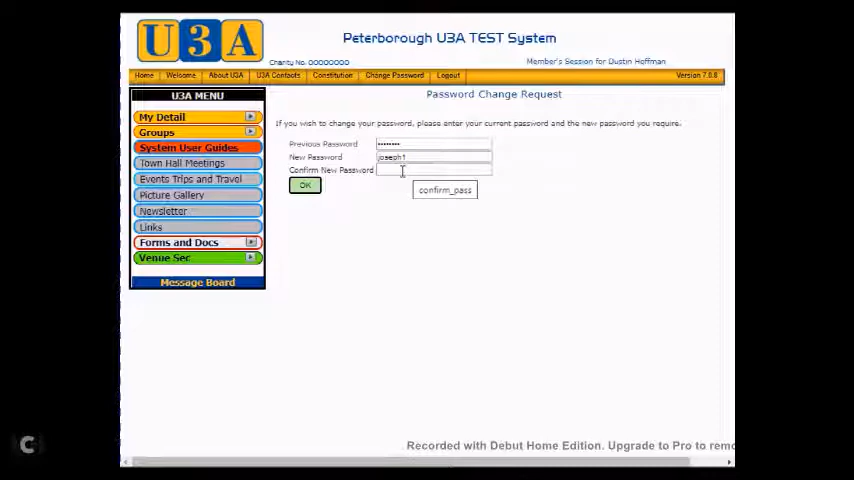 U3A
Peterborough U3A TEST System
Charity No. 00000000
Member's Session for Dustin Hoffman
Home Welcome About U3A U3A Contacts Constitution Change Password Logout Version 7.0.8
U3A MENU
My Detail
Groups
System User Guides
Town Hall Meetings
Events Trips and Travel
Picture Gallery
Newsletter
Links
Forms and Docs
Venue Sec
Message Board
Password Change Request
If you wish to change your password, please enter your current password and the new password you require.
Previous Password ••••••••
New Password joseph1
Confirm New Password
OK
confirm_pass
Recorded with Debut Home Edition. Upgrade to Pro to remo